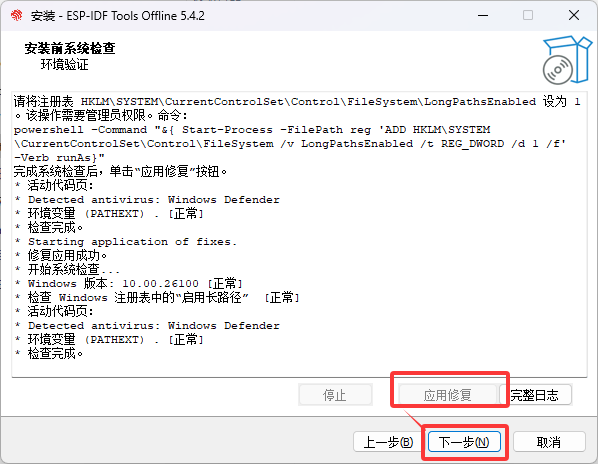 安装 - ESP-IDF Tools Offline 5.4.2
安装前系统检查
环境验证
请将注册表 HKLM\SYSTEM\CurrentControlSet\Control\FileSystem\LongPathsEnabled 设为 1
。该操作需要管理员权限。命令:
powershell -Command "&{ Start-Process -FilePath reg 'ADD HKLM\SYSTEM
\CurrentControlSet\Control\FileSystem /v LongPathsEnabled /t REG_DWORD /d 1 /f'
-Verb runAs}"
完成系统检查后，单击“应用修复”按钮。
* 活动代码页:
* Detected antivirus: Windows Defender
* 环境变量 (PATHEXT) . [正常]
* 检查完成。
* Starting application of fixes.
* 修复应用成功。
* 开始系统检查...
* Windows 版本: 10.00.26100 [正常]
* 检查 Windows 注册表中的“启用长路径” [正常]
* 活动代码页:
* Detected antivirus: Windows Defender
* 环境变量 (PATHEXT) . [正常]
* 检查完成。
停止 应用修复 完整日志
上一步(B) 下一步(N) 取消